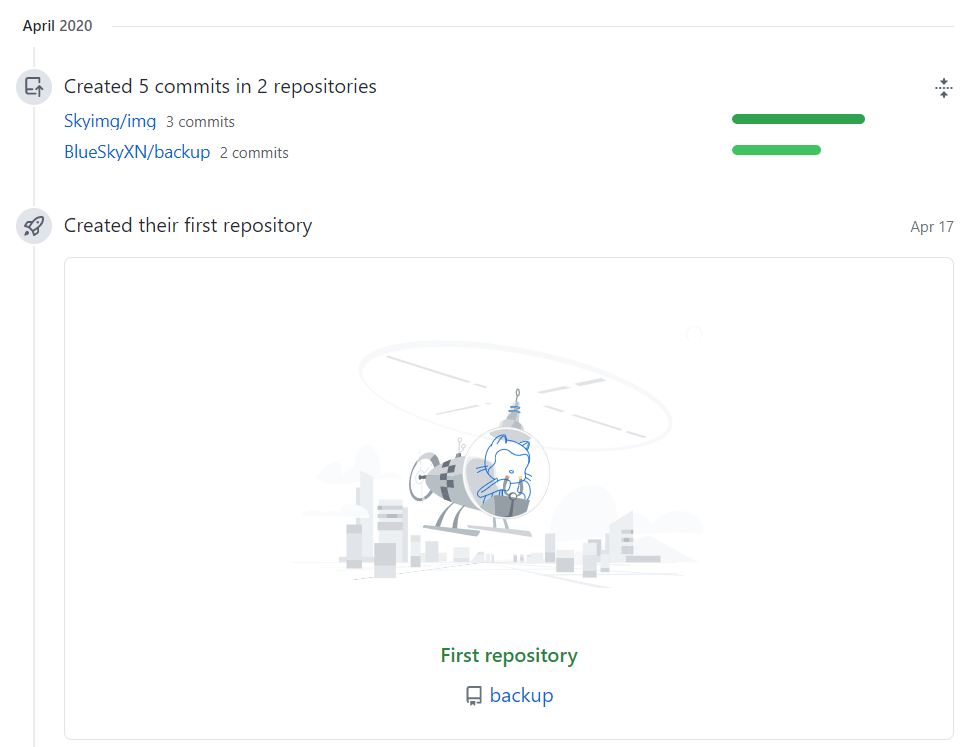 April 2020
Created 5 commits in 2 repositories
Skyimg/img 3 commits
BlueSkyXN/backup 2 commits
Created their first repository Apr 17
First repository
backup